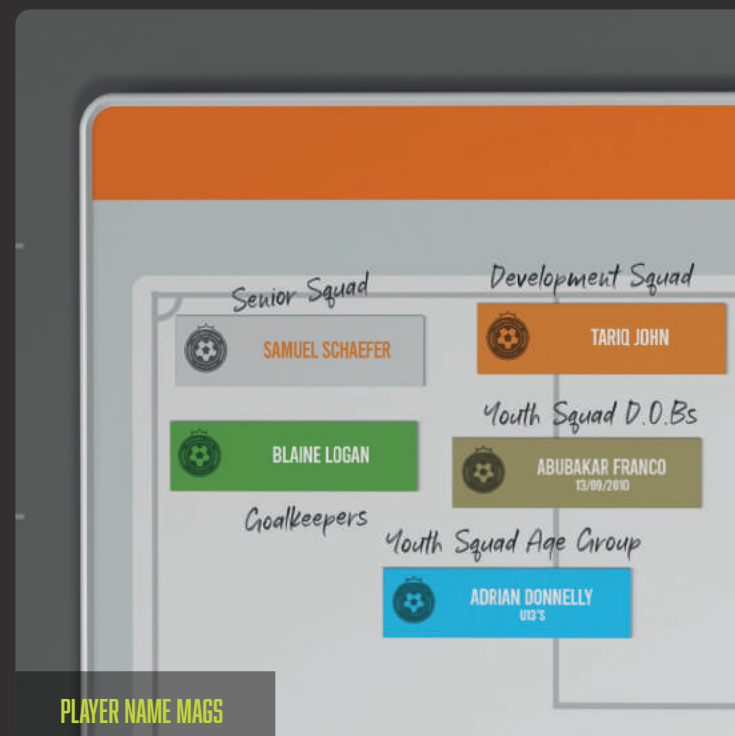 Senior Squad
SAMUEL SCHAEFER
Development Squad
TARIQ JOHN
BLAINE LOGAN
Goalkeepers
Youth Squad D.O.Bs
ABUBAKAR FRANCO
13/09/2010
Youth Squad Age Group
ADRIAN DONNELLY
U13'S
PLAYER NAME MAGS